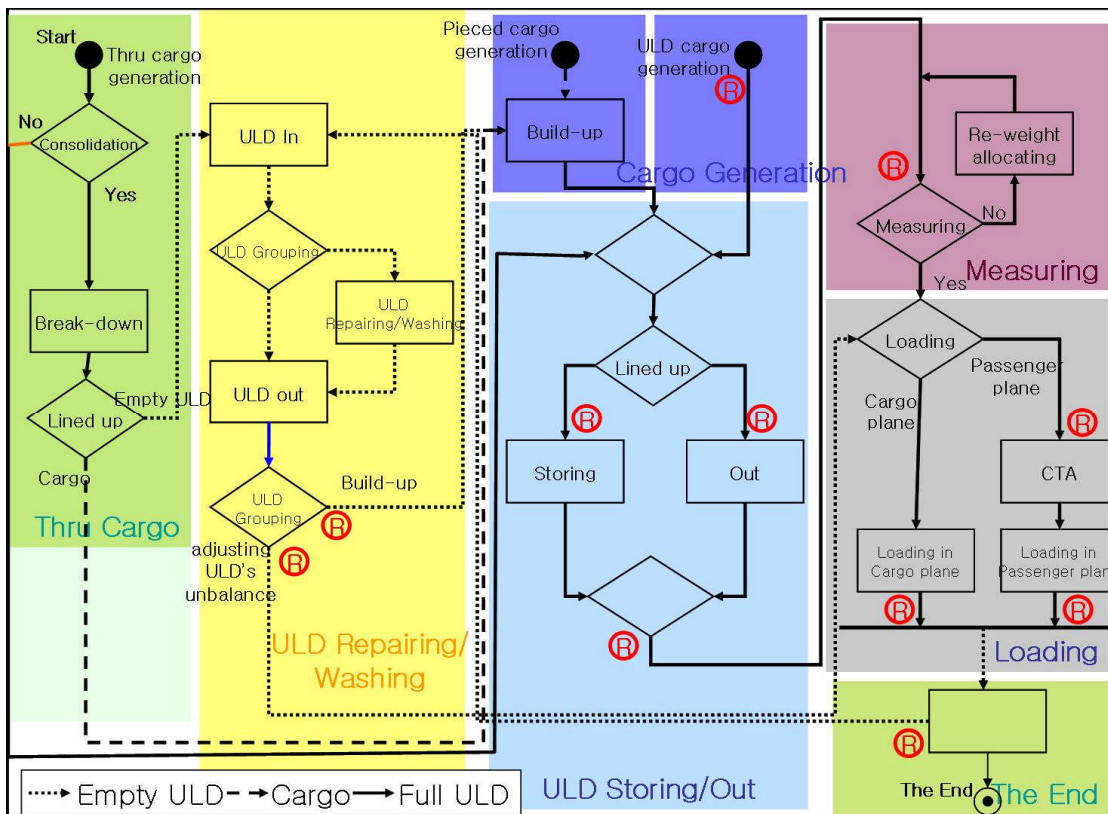 Start
Thru cargo
generation
No
Consolidation
Yes
Break-down
Lined up
Empty ULD
Cargo
Thru Cargo
ULD In
ULD Grouping
ULD
Repairing/Washing
ULD out
ULD
Grouping
Build-up
R
R
adjusting
ULD's
unbalance
ULD Repairing/
Washing
Pieced cargo
generation
ULD cargo
generation
R
Build-up
Cargo Generation
Lined up
R
R
Storing
Out
R
ULD Storing/Out
Re-weight
allocating
R
Measuring
No
Measuring
Yes
Loading
Passenger
plane
Cargo
plane
R
CTA
Loading in
Cargo plane
Loading in
Passenger plan
R
R
Loading
R
The End
The End
Empty ULD
Cargo
Full ULD